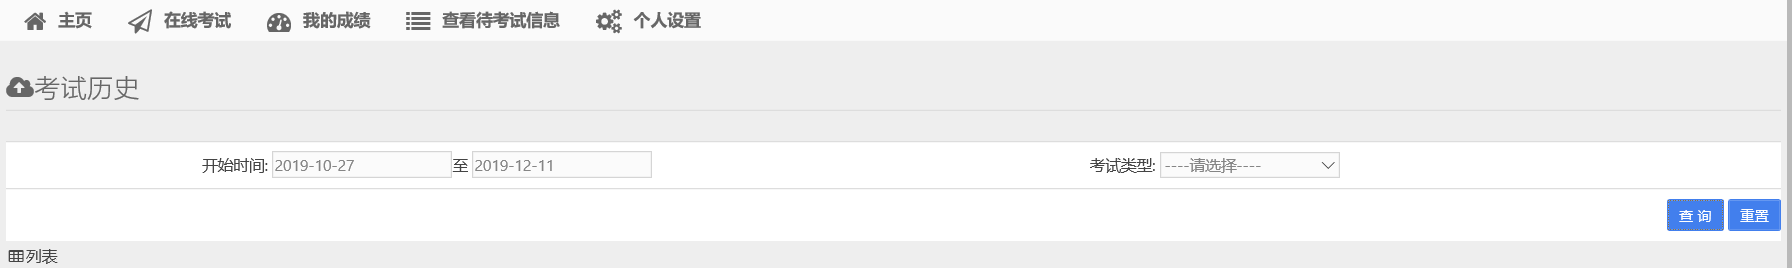 主页 在线考试 我的成绩 查看待考试信息 个人设置
考试历史
开始时间: 2019-10-27 至 2019-12-11 考试类型: ----请选择----
查 询 重置
列表